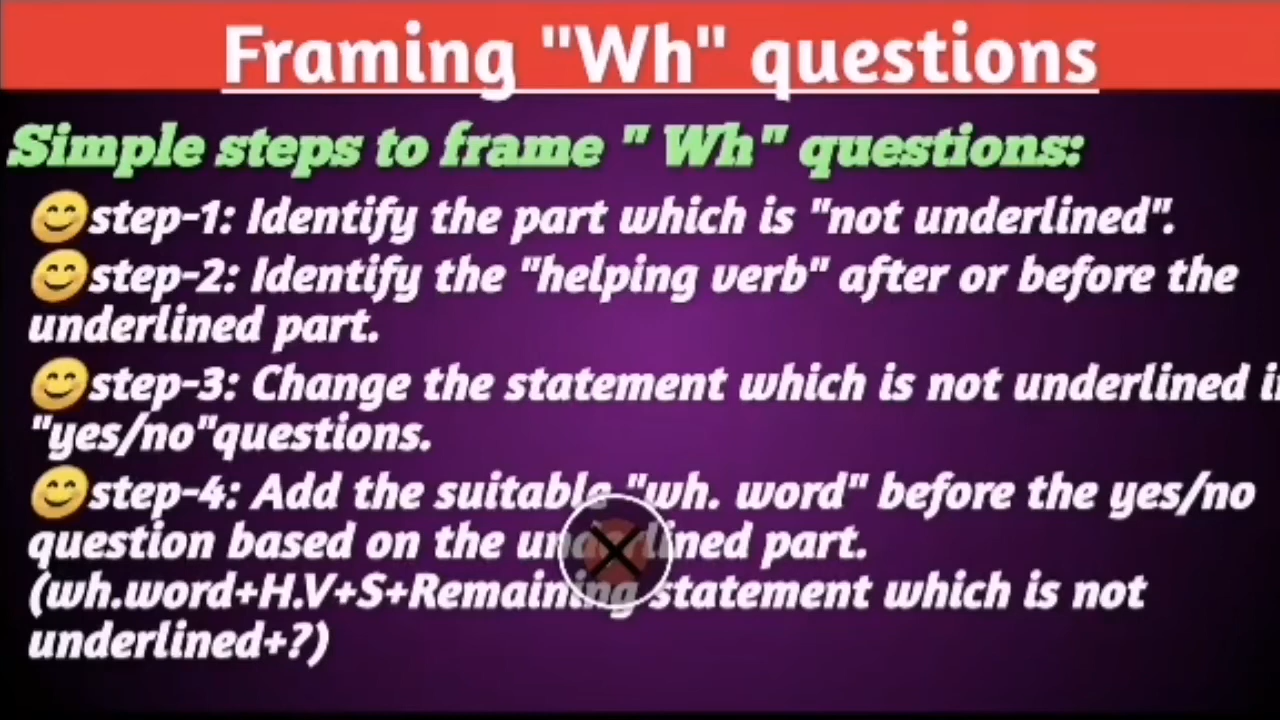 Framing "Wh" questions
Simple steps to frame " Wh" questions:
😊step-1: Identify the part which is "not underlined".
😊step-2: Identify the "helping verb" after or before the
underlined part.
😊step-3: Change the statement which is not underlined
"yes/no"questions.
😊step-4: Add the suitable "wh. word" before the yes/no
question based on the underlined part.
(wh.word+H.V+S+Remaining statement which is not
underlined+?)